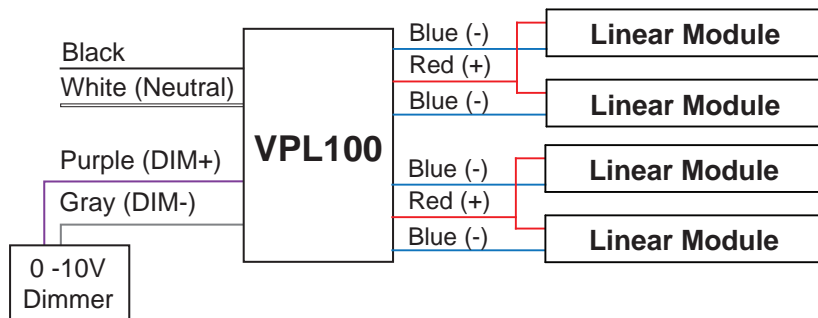 Black
White (Neutral)
Purple (DIM+)
Gray (DIM-)
0 -10V
Dimmer
VPL100
Blue (-)
Red (+)
Blue (-)
Blue (-)
Red (+)
Blue (-)
Linear Module
Linear Module
Linear Module
Linear Module